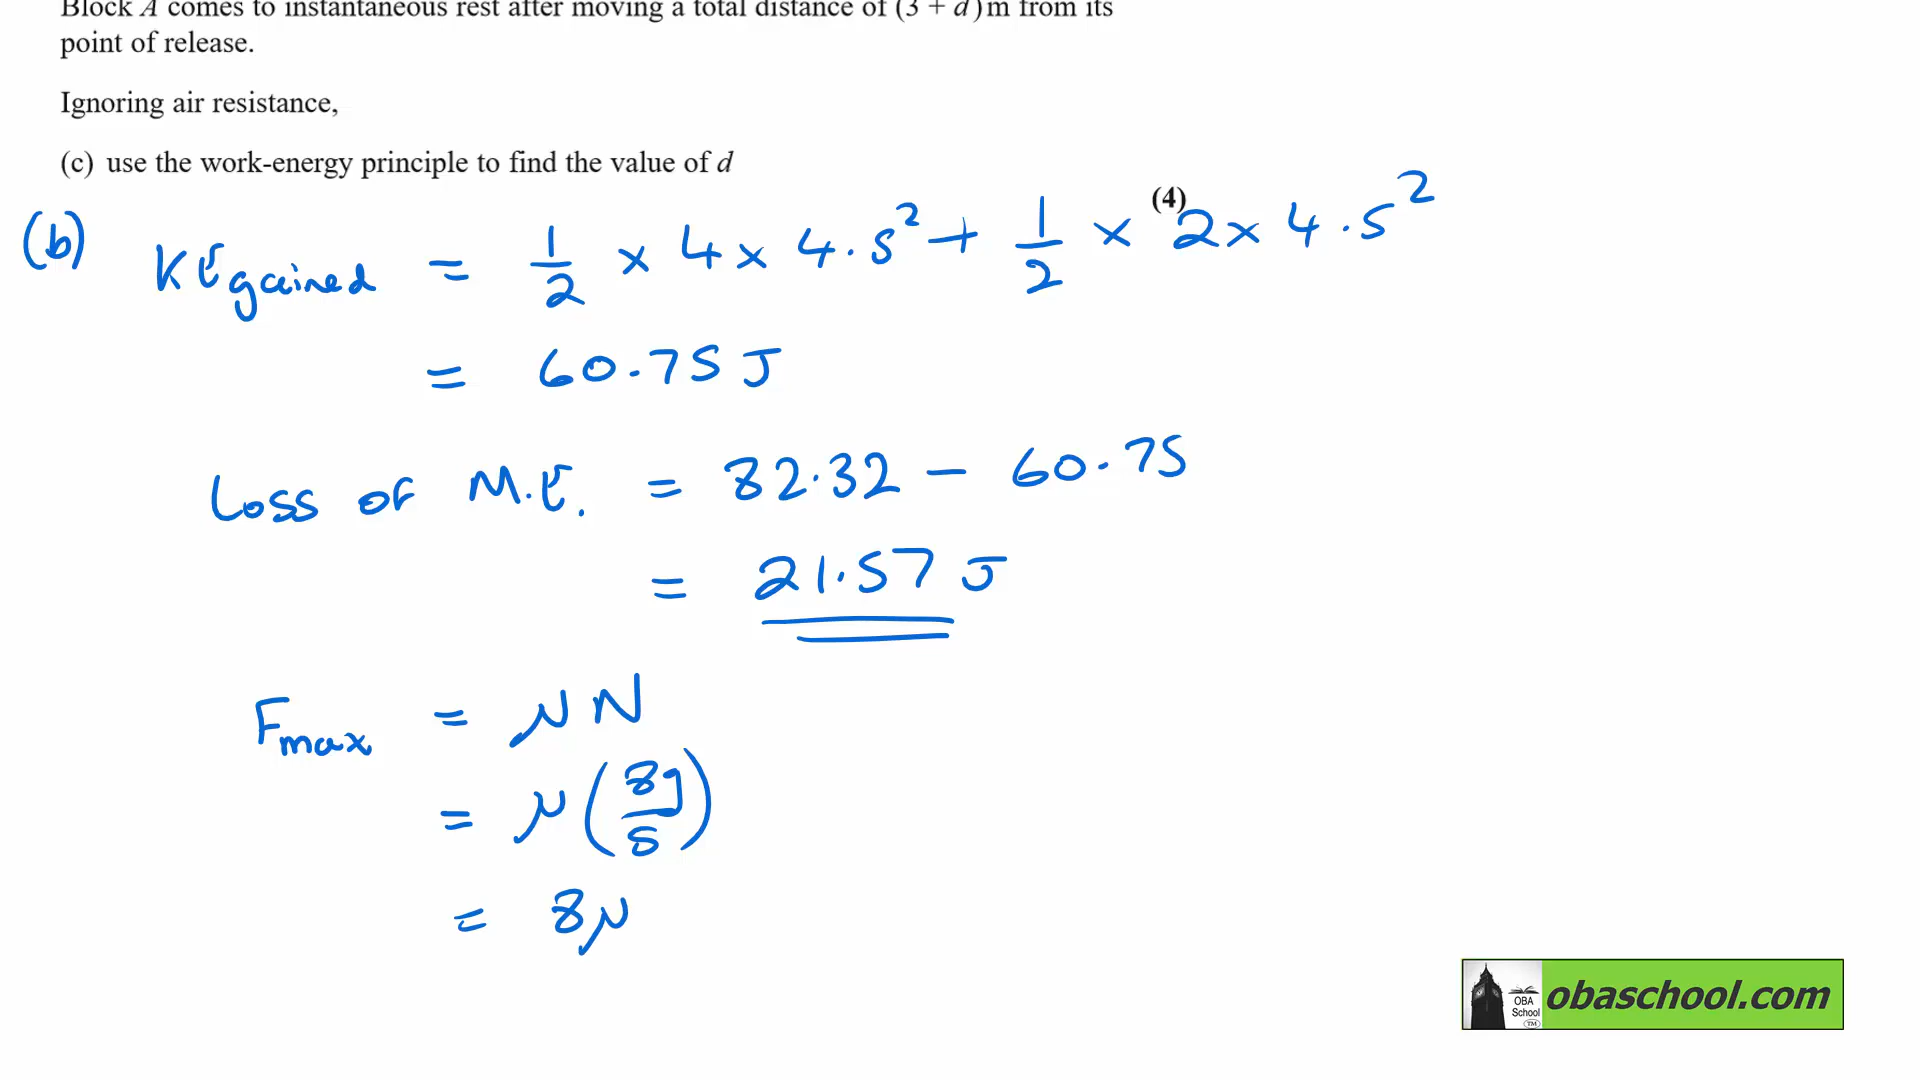 Block A comes to instantaneous rest after moving a total distance of (3 + d)m from its
point of release.
Ignoring air resistance,
(c) use the work-energy principle to find the value of d
(4)
(b) KE gained = 1/2 × 4 × 4.5² + 1/2 × 2 × 4.5²
= 60.75 J
Loss of M.E. = 82.32 − 60.75
= 21.57 J
Fmax = μN
= μ(8g/5)
= 8μ
OBA
School
TM
obaschool.com